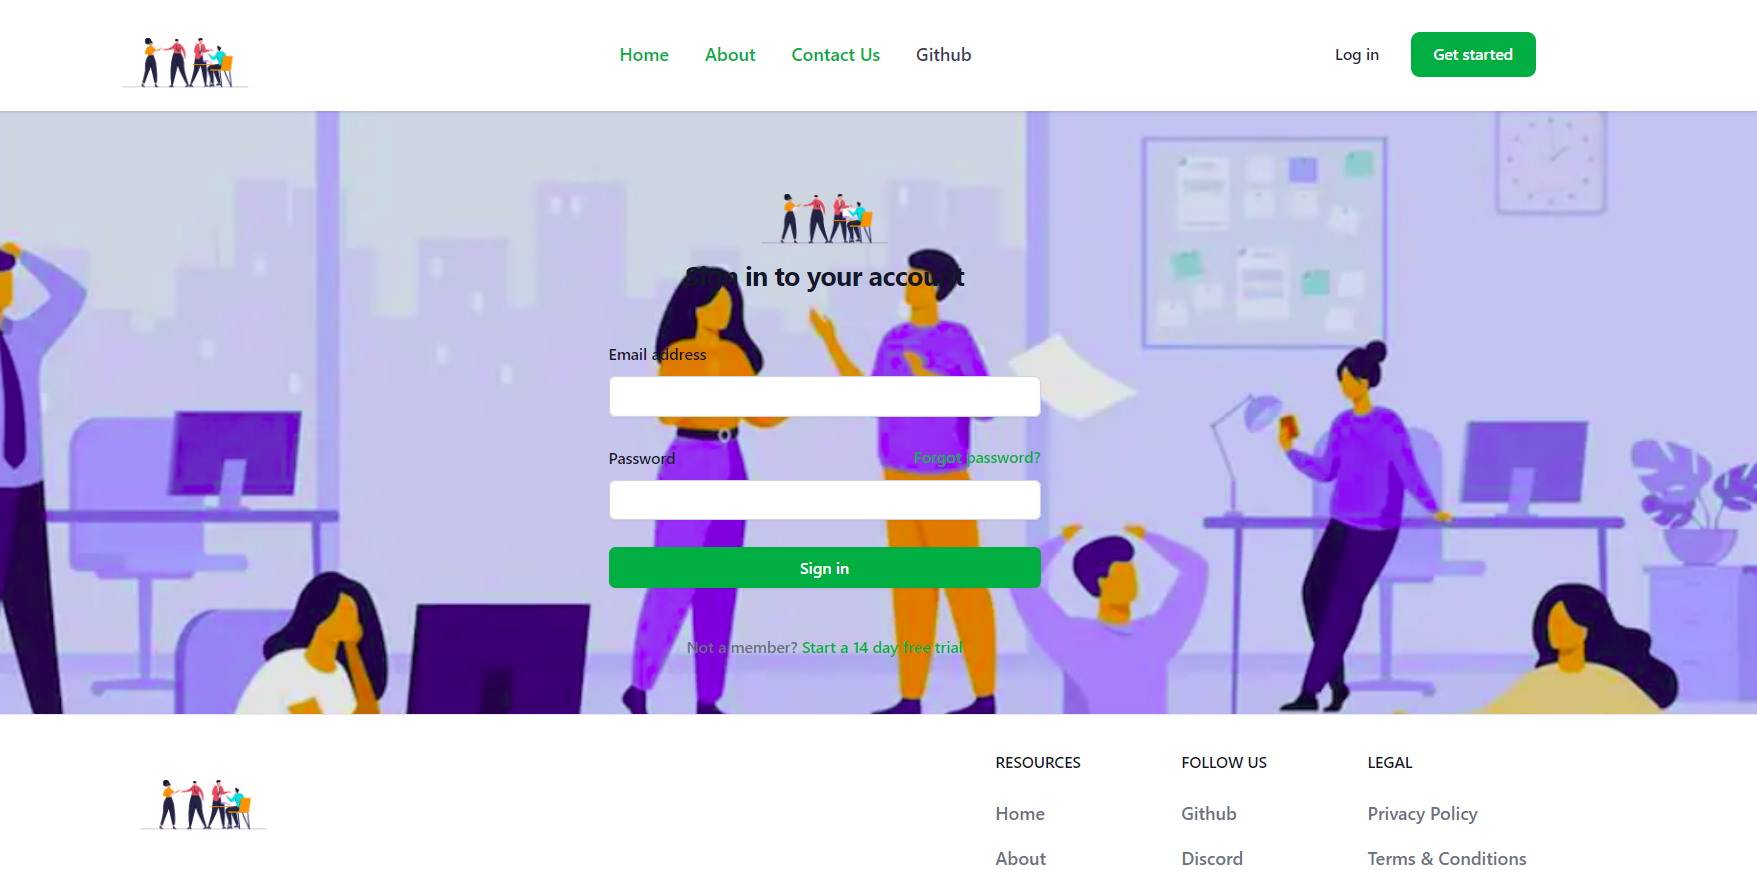 Home About Contact Us Github Log in Get started
Sign in to your account
Email address
Password Forgot password?
Sign in
Not a member? Start a 14 day free trial
RESOURCES FOLLOW US LEGAL
Home Github Privacy Policy
About Discord Terms & Conditions